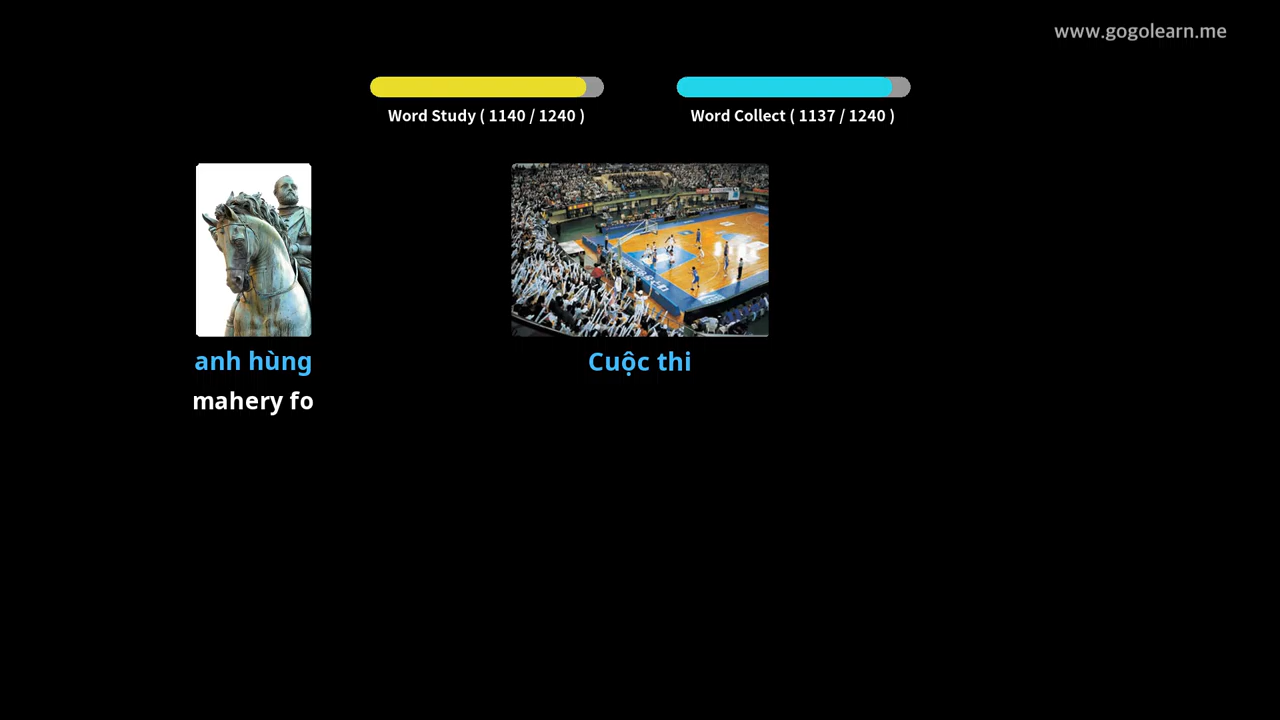 www.gogolearn.me
Word Study ( 1140 / 1240 )
Word Collect ( 1137 / 1240 )
anh hùng
Cuộc thi
mahery fo